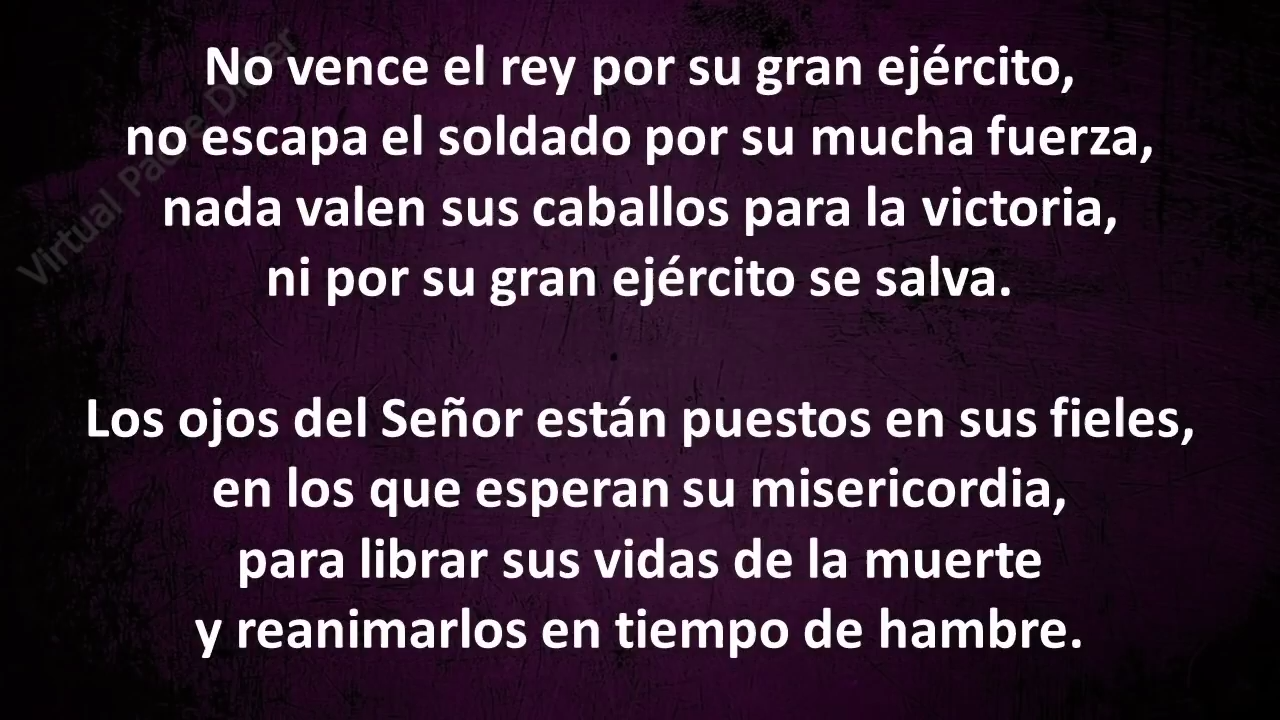 No vence el rey por su gran ejército,
no escapa el soldado por su mucha fuerza,
nada valen sus caballos para la victoria,
ni por su gran ejército se salva.
Los ojos del Señor están puestos en sus fieles,
en los que esperan su misericordia,
para librar sus vidas de la muerte
y reanimarlos en tiempo de hambre.
Virtual